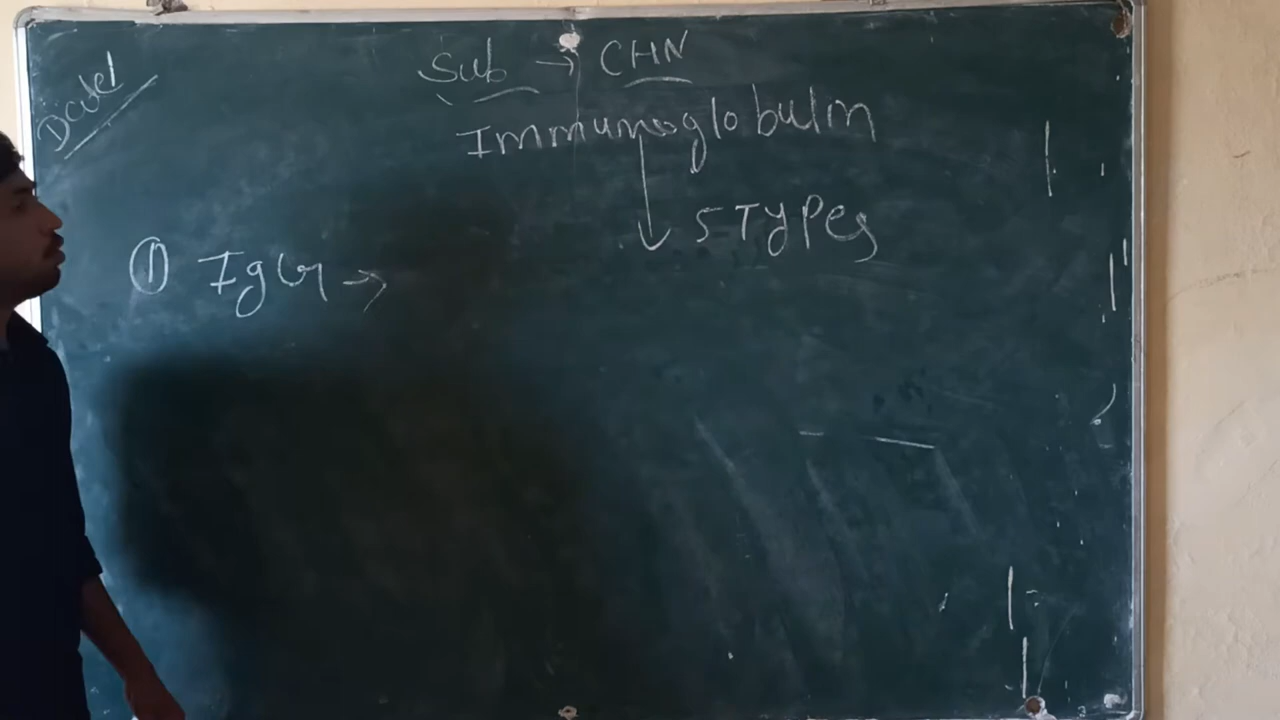 Date
Sub → CHN
Immunoglobulin
↓ 5 Types
① IgG →